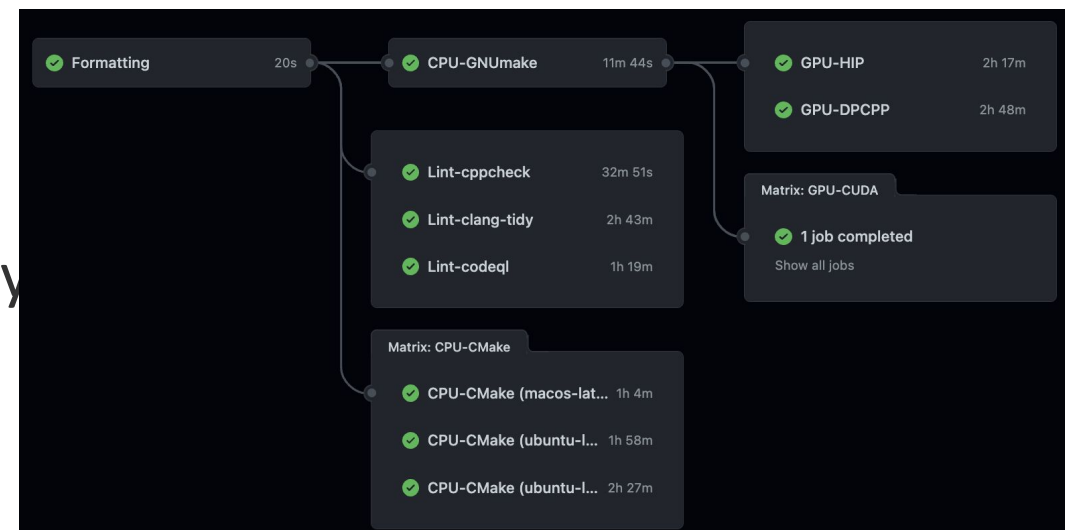 Formatting 20s
CPU-GNUmake 11m 44s
GPU-HIP 2h 17m
GPU-DPCPP 2h 48m
Lint-cppcheck 32m 51s
Lint-clang-tidy 2h 43m
Lint-codeql 1h 19m
Matrix: GPU-CUDA
1 job completed
Show all jobs
y
Matrix: CPU-CMake
CPU-CMake (macos-lat... 1h 4m
CPU-CMake (ubuntu-l... 1h 58m
CPU-CMake (ubuntu-l... 2h 27m